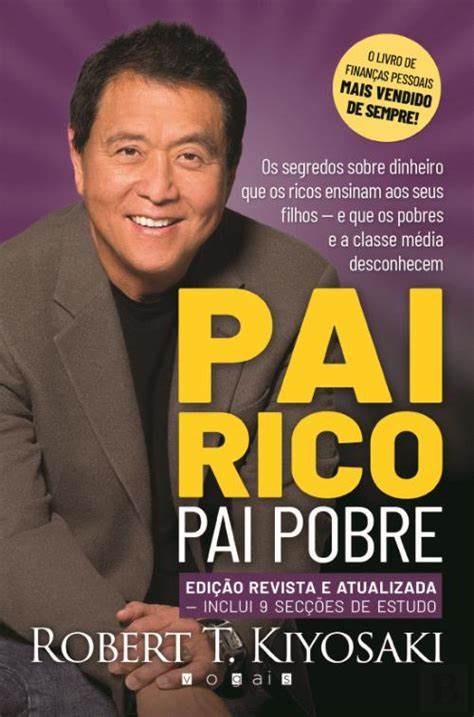 O LIVRO DE
FINANÇAS PESSOAIS
MAIS VENDIDO
DE SEMPRE!
Os segredos sobre dinheiro
que os ricos ensinam aos seus
filhos — e que os pobres
e a classe média
desconhecem
PAI
RICO
PAI POBRE
EDIÇÃO REVISTA E ATUALIZADA
— INCLUI 9 SECÇÕES DE ESTUDO
ROBERT T. KIYOSAKI
vogais
B